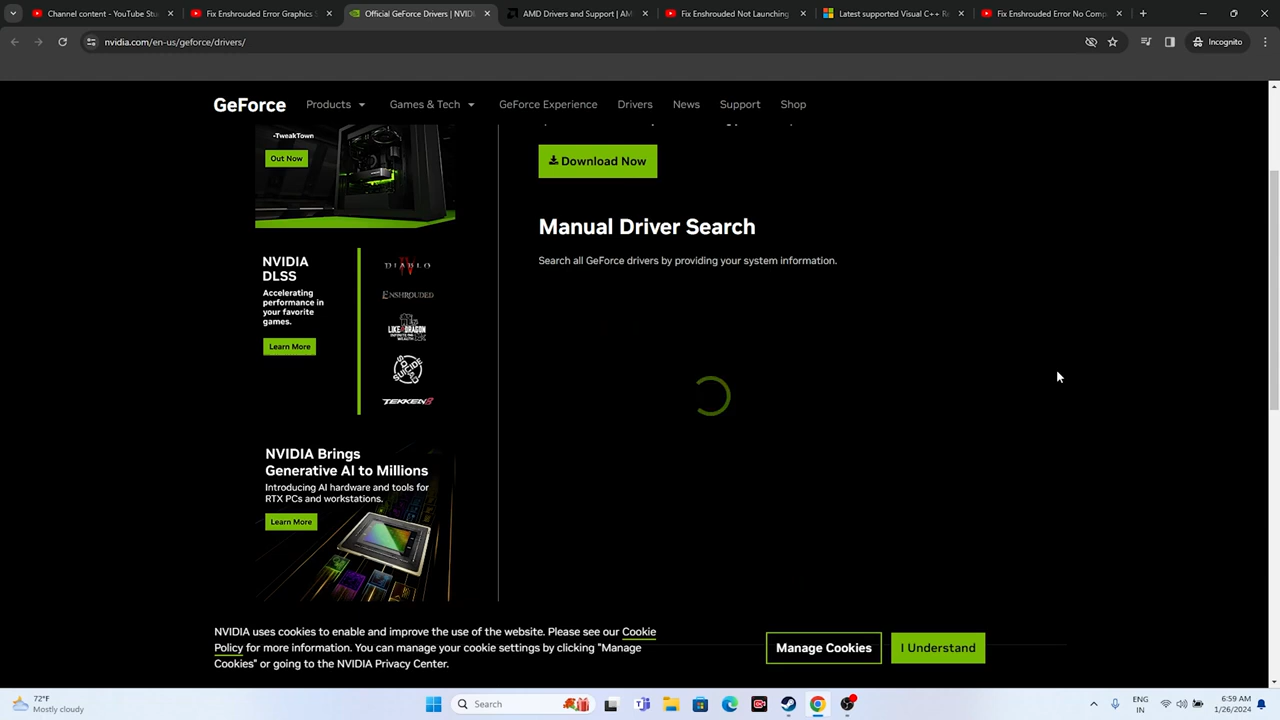 Channel content - YouTube Stu
Fix Enshrouded Error Graphics S
Official GeForce Drivers | NVID
AMD Drivers and Support | AM
Fix Enshrouded Not Launching
Latest supported Visual C++ Re
Fix Enshrouded Error No Comp
nvidia.com/en-us/geforce/drivers/
Incognito
GeForce
Products
Games & Tech
GeForce Experience
Drivers
News
Support
Shop
-TweakTown
Out Now
Download Now
Manual Driver Search
Search all GeForce drivers by providing your system information.
NVIDIA
DLSS
Accelerating
performance in
your favorite
games.
Learn More
DIABLO
IV
ENSHROUDED
LIKE A DRAGON
INFINITE WEALTH
SUICIDE SQUAD
TEKKEN 8
NVIDIA Brings
Generative AI to Millions
Introducing AI hardware and tools for
RTX PCs and workstations.
Learn More
NVIDIA uses cookies to enable and improve the use of the website. Please see our Cookie
Policy for more information. You can manage your cookie settings by clicking "Manage
Cookies" or going to the NVIDIA Privacy Center.
Manage Cookies
I Understand
72°F
Mostly cloudy
Search
ENG
IN
6:59 AM
1/26/2024